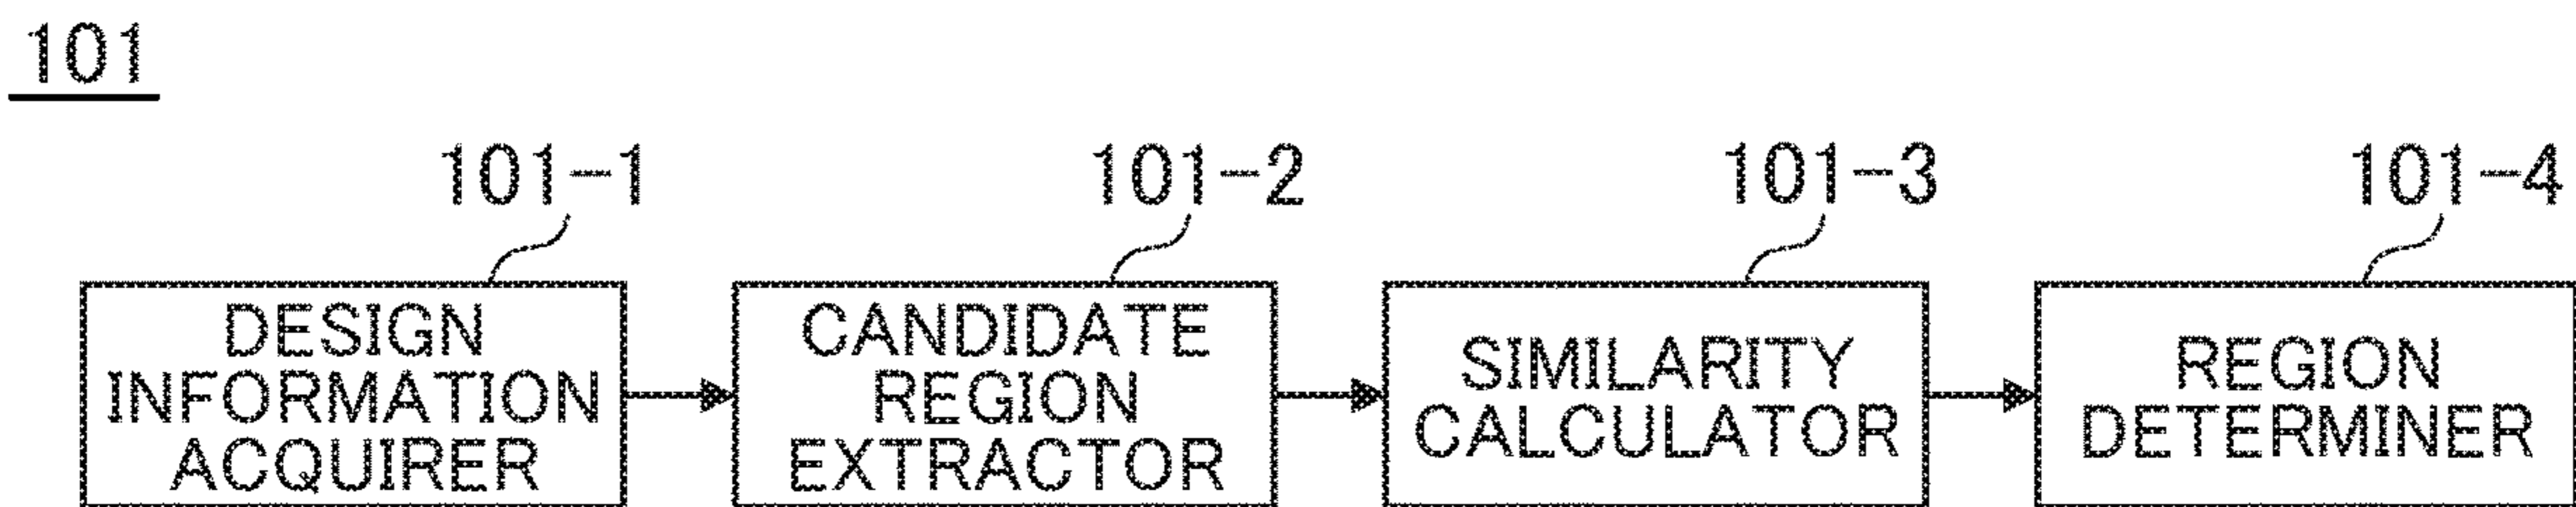 101
101-1
101-2
101-3
101-4
DESIGN
INFORMATION
ACQUIRER
CANDIDATE
REGION
EXTRACTOR
SIMILARITY
CALCULATOR
REGION
DETERMINER